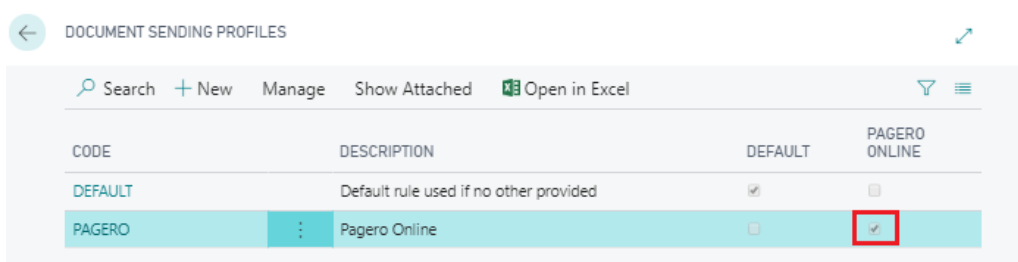 DOCUMENT SENDING PROFILES
Search New Manage Show Attached Open in Excel
CODE DESCRIPTION DEFAULT PAGERO ONLINE
DEFAULT Default rule used if no other provided
PAGERO Pagero Online